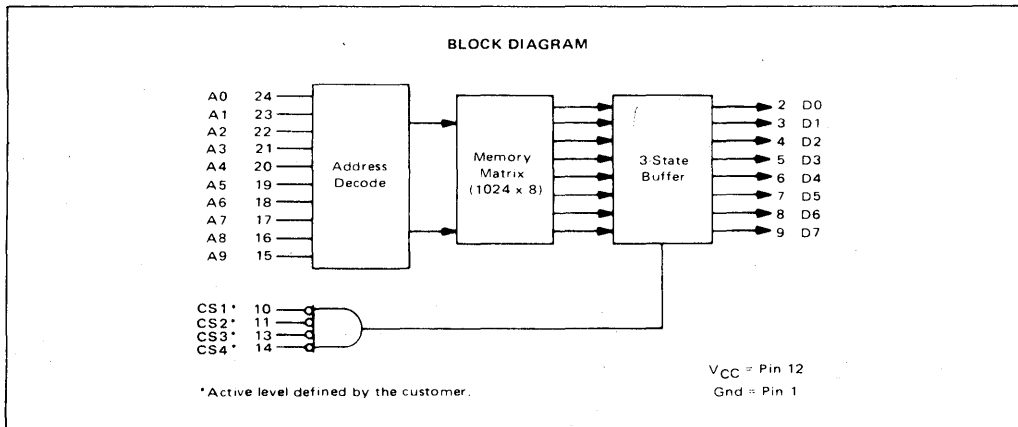 BLOCK DIAGRAM
A0 24
A1 23
A2 22
A3 21
A4 20
A5 19
A6 18
A7 17
A8 16
A9 15
Address
Decode
Memory
Matrix
(1024 x 8)
3 State
Buffer
2 D0
3 D1
4 D2
5 D3
6 D4
7 D5
8 D6
9 D7
CS1* 10
CS2* 11
CS3* 13
CS4* 14
*Active level defined by the customer.
VCC = Pin 12
Gnd = Pin 1